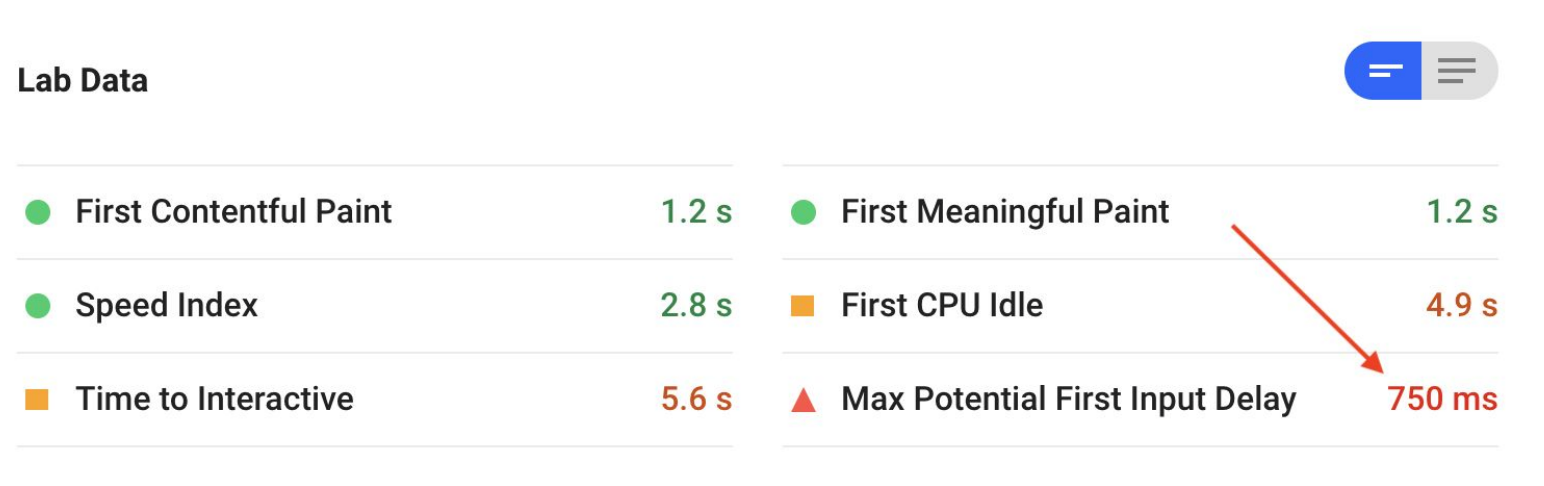 Lab Data
First Contentful Paint 1.2 s
First Meaningful Paint 1.2 s
Speed Index 2.8 s
First CPU Idle 4.9 s
Time to Interactive 5.6 s
Max Potential First Input Delay 750 ms